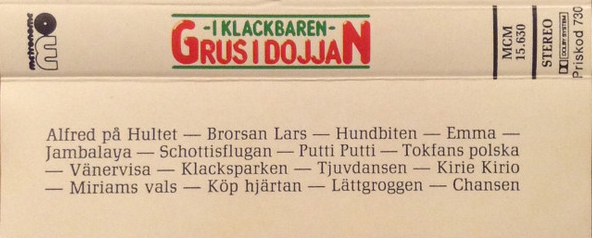 metronome
- I KLACKBAREN -
GRUS I DOJJAN
MCM
15.630
STEREO
DOLBY SYSTEM
Priskod 730
Alfred på Hultet — Brorsan Lars — Hundbiten — Emma —
Jambalaya — Schottisflugan — Putti Putti — Tokfans polska
— Vänervisa — Klacksparken — Tjuvdansen — Kirie Kirio
— Miriams vals — Köp hjärtan — Lättgroggen — Chansen